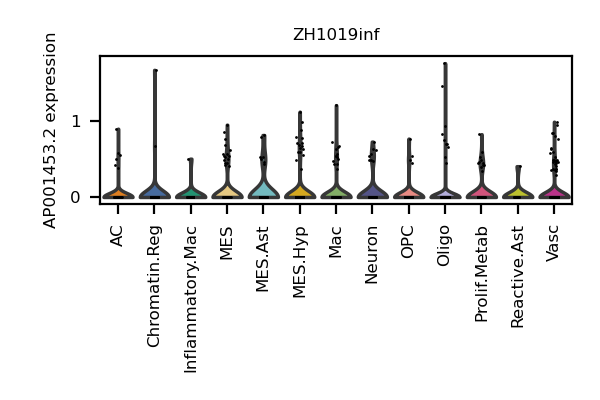 ZH1019inf
AP001453.2 expression
1
0
AC
Chromatin.Reg
Inflammatory.Mac
MES
MES.Ast
MES.Hyp
Mac
Neuron
OPC
Oligo
Prolif.Metab
Reactive.Ast
Vasc